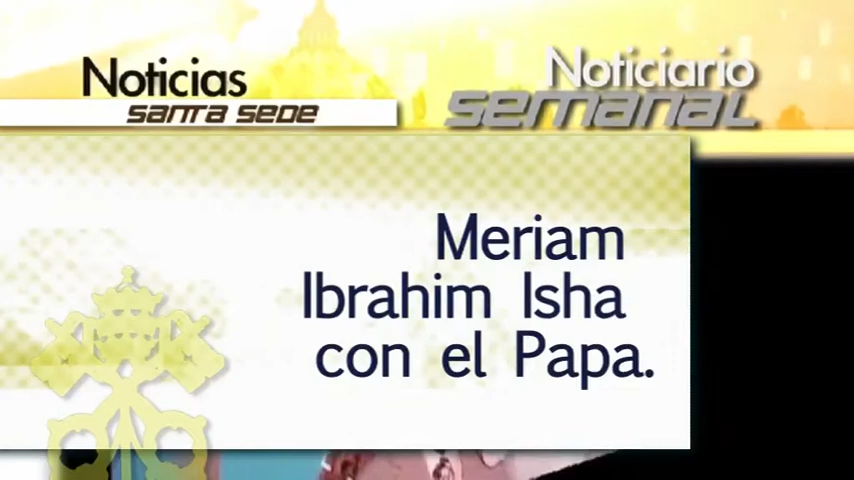 Noticias
santa sede
Noticiario
semanal
Meriam
Ibrahim Isha
con el Papa.